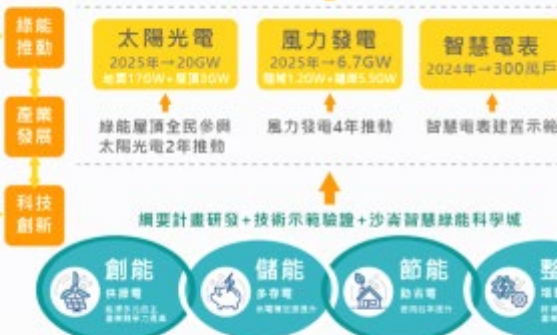 綠能
推動
太陽光電
2025年→20GW
地面17GW+屋頂3GW
風力發電
2025年→6.7GW
陸域1.2GW+離岸5.5GW
智慧電表
2024年→300萬戶
產業
發展
綠能屋頂全民參與
太陽光電2年推動
風力發電4年推動
智慧電表建置示範
科技
創新
綱要計畫研發+技術示範驗證+沙崙智慧綠能科學城
創能
供綠電
儲能
多存電
節能
助省電